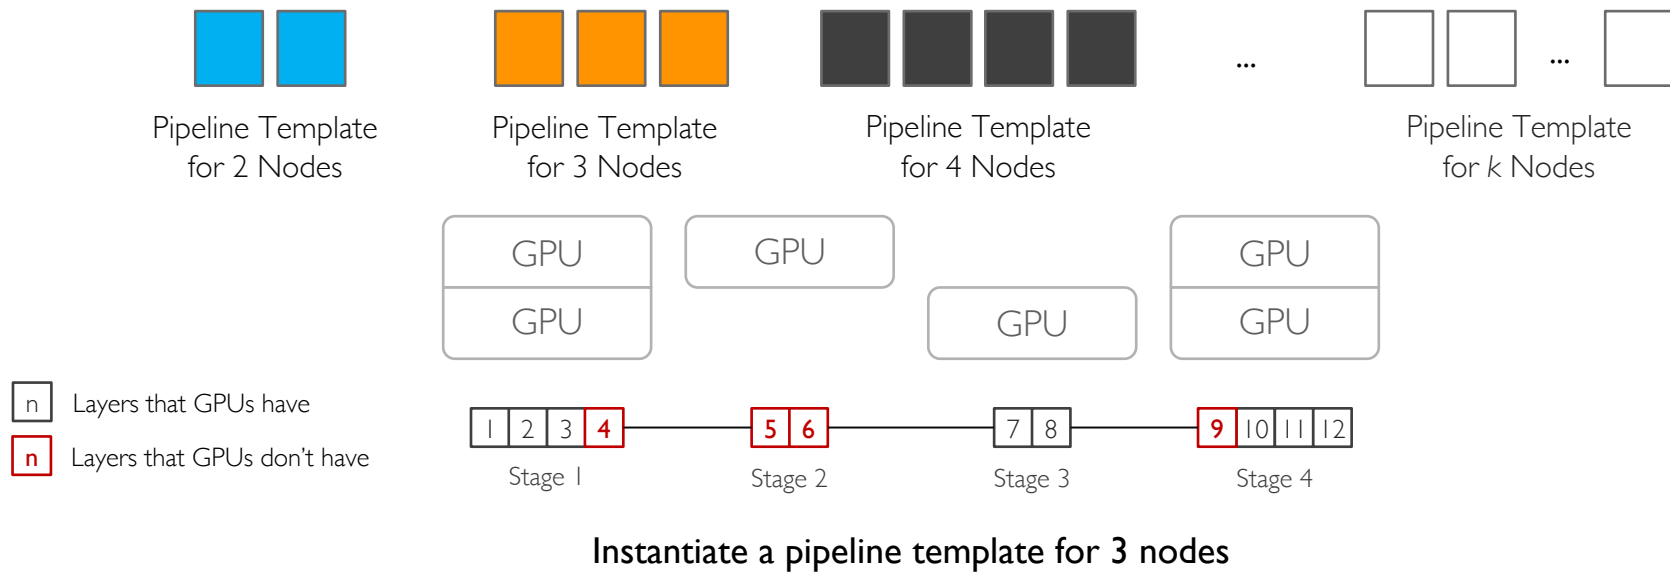 ...
...
Pipeline Template
for 2 Nodes
Pipeline Template
for 3 Nodes
Pipeline Template
for 4 Nodes
Pipeline Template
for k Nodes
GPU
GPU
GPU
GPU
GPU
GPU
n Layers that GPUs have
n Layers that GPUs don't have
1 2 3 4
5 6
7 8
9 10 11 12
Stage 1
Stage 2
Stage 3
Stage 4
Instantiate a pipeline template for 3 nodes